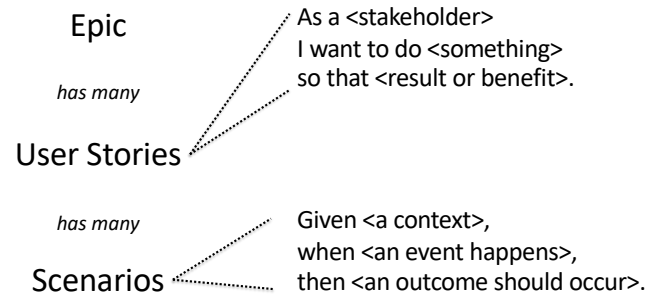 Epic
has many
User Stories
has many
Scenarios
As a <stakeholder>
I want to do <something>
so that <result or benefit>.
Given <a context>,
when <an event happens>,
then <an outcome should occur>.